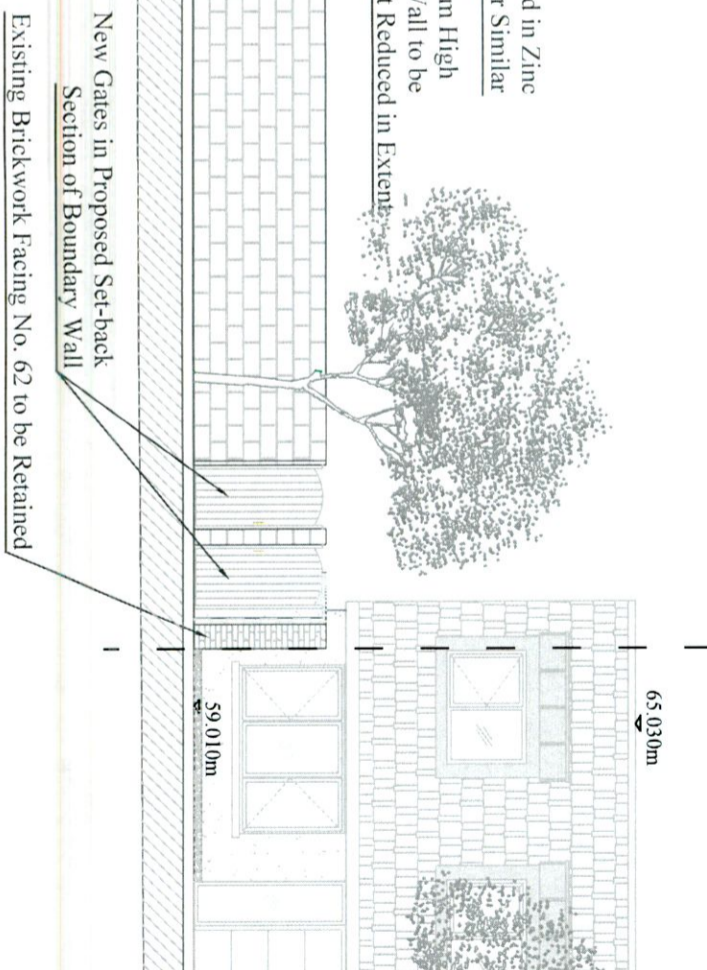 d in Zinc
r Similar
m High
Wall to be
t Reduced in Extent
65.030m
59.010m
New Gates in Proposed Set-back
Section of Boundary Wall
Existing Brickwork Facing No. 62 to be Retained